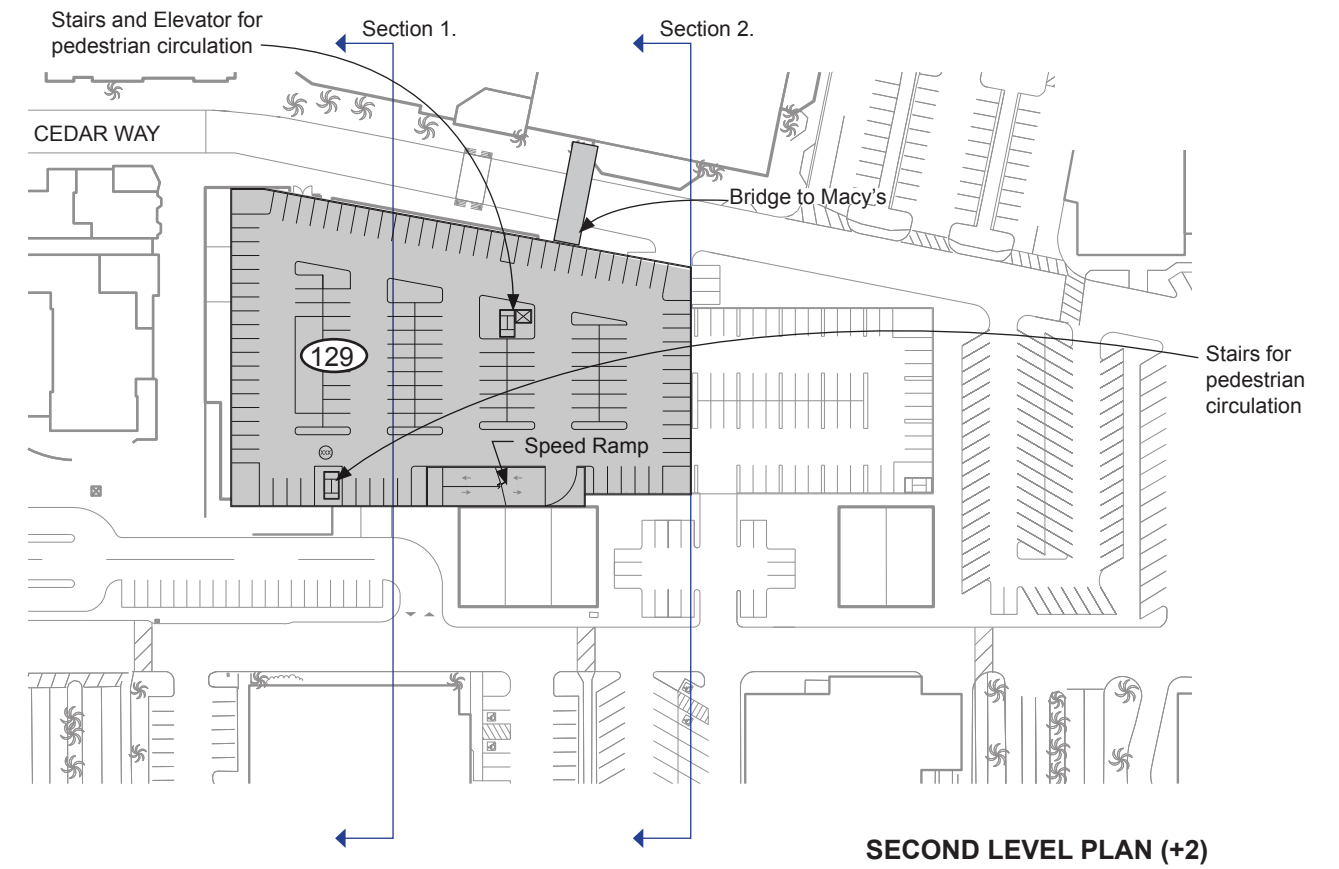 Stairs and Elevator for
pedestrian circulation
Section 1.
Section 2.
CEDAR WAY
Bridge to Macy's
129
Stairs for
pedestrian
circulation
Speed Ramp
SECOND LEVEL PLAN (+2)